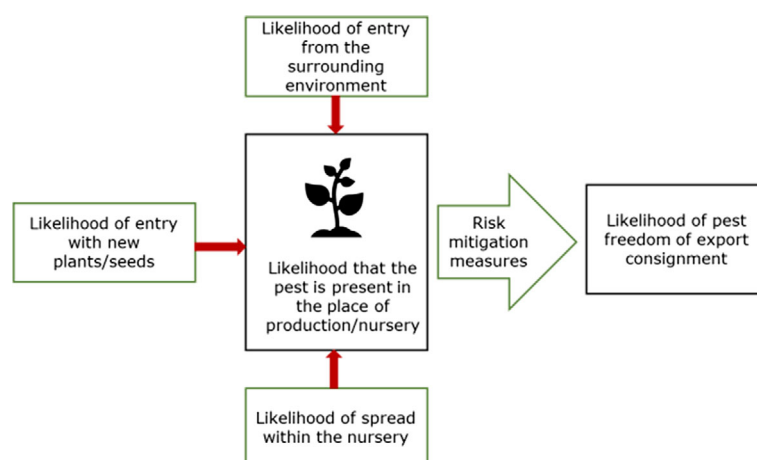 Likelihood of entry
from the
surrounding
environment
Likelihood of entry
with new
plants/seeds
Likelihood that the
pest is present in
the place of
production/nursery
Risk
mitigation
measures
Likelihood of pest
freedom of export
consignment
Likelihood of spread
within the nursery